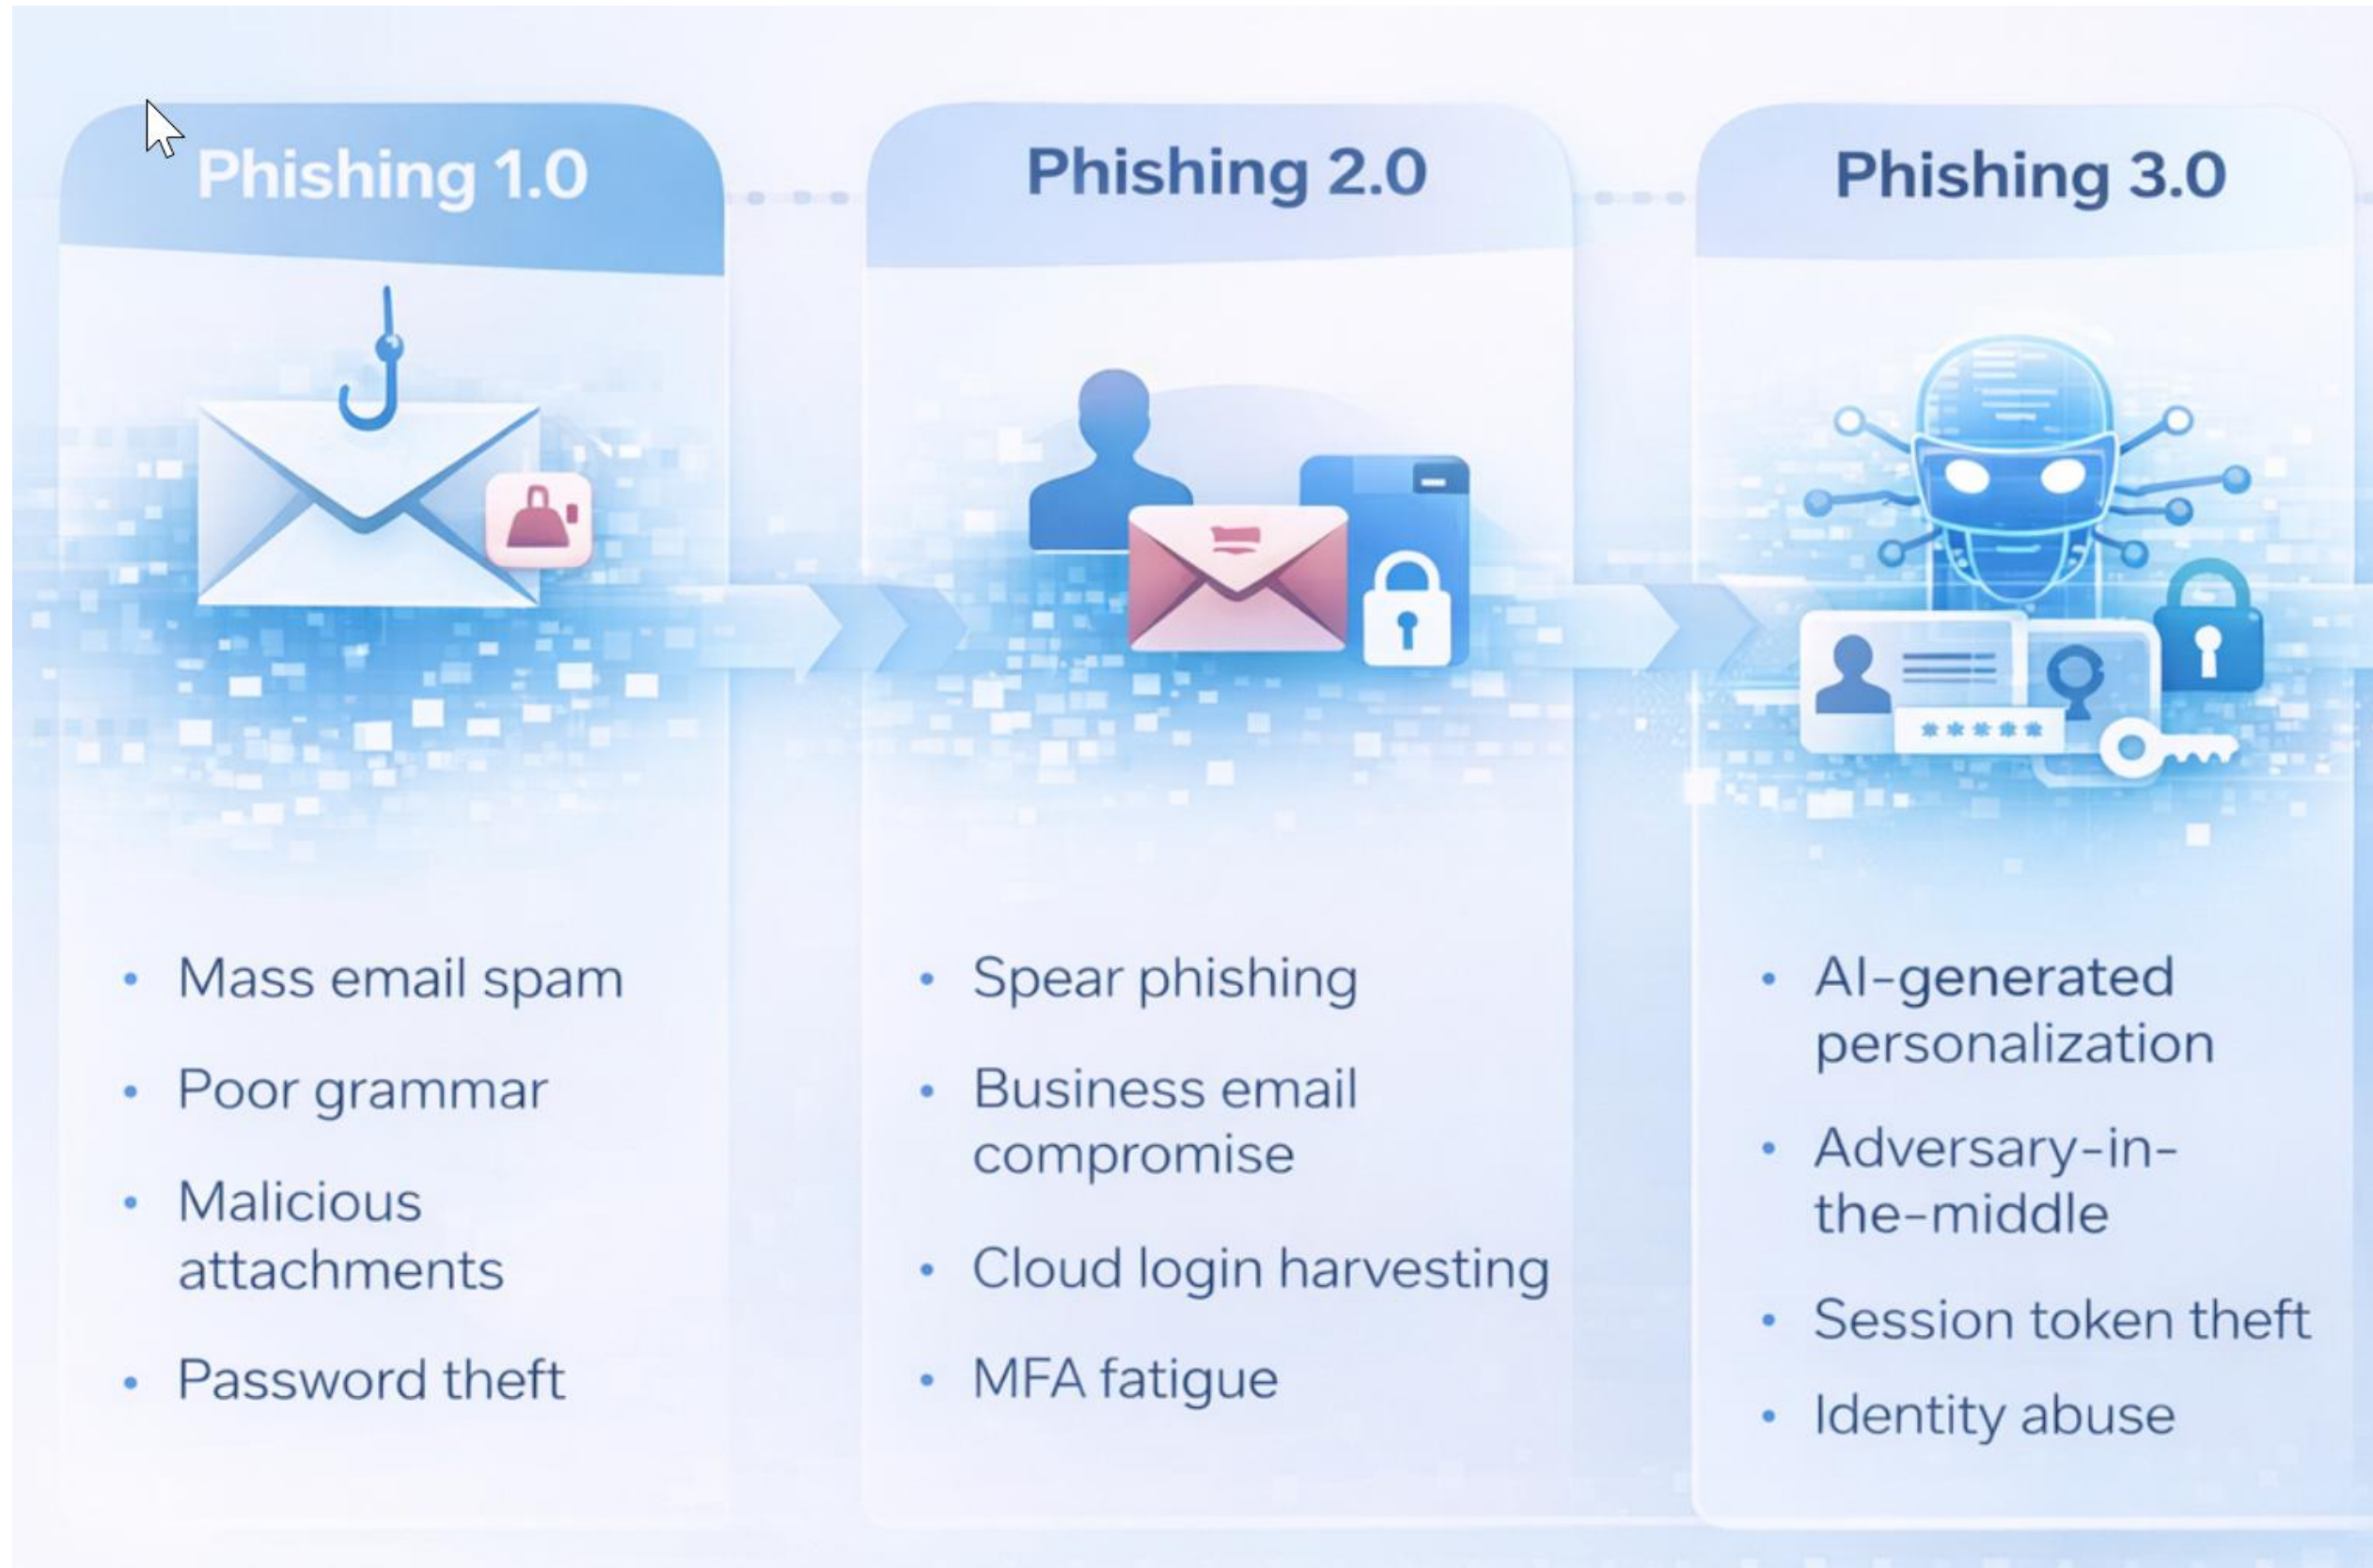 Phishing 1.0
Mass email spam
Poor grammar
Malicious
attachments
Password theft
Phishing 2.0
Spear phishing
Business email
compromise
Cloud login harvesting
MFA fatigue
Phishing 3.0
*****
AI-generated
personalization
Adversary-in-
the-middle
Session token theft
Identity abuse